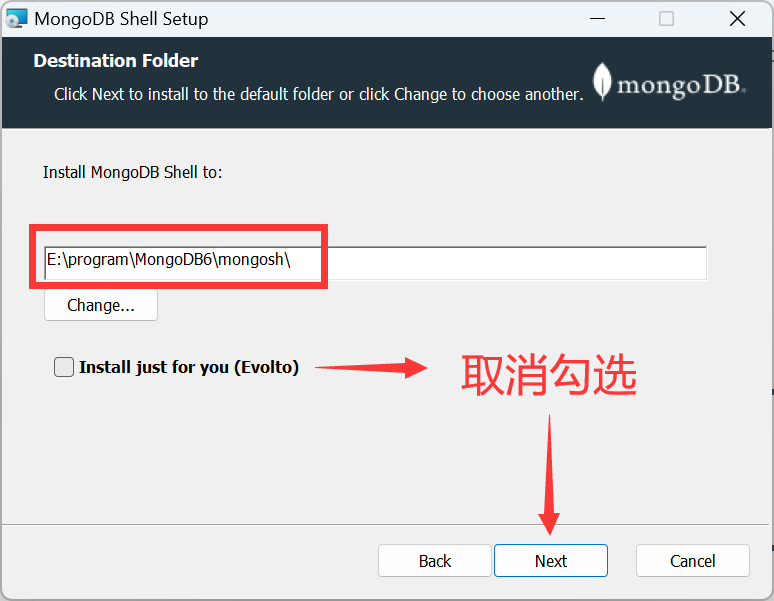 MongoDB Shell Setup
Destination Folder
Click Next to install to the default folder or click Change to choose another.
mongoDB.
Install MongoDB Shell to:
E:\program\MongoDB6\mongosh\
Change...
Install just for you (Evolto)
取消勾选
Back
Next
Cancel